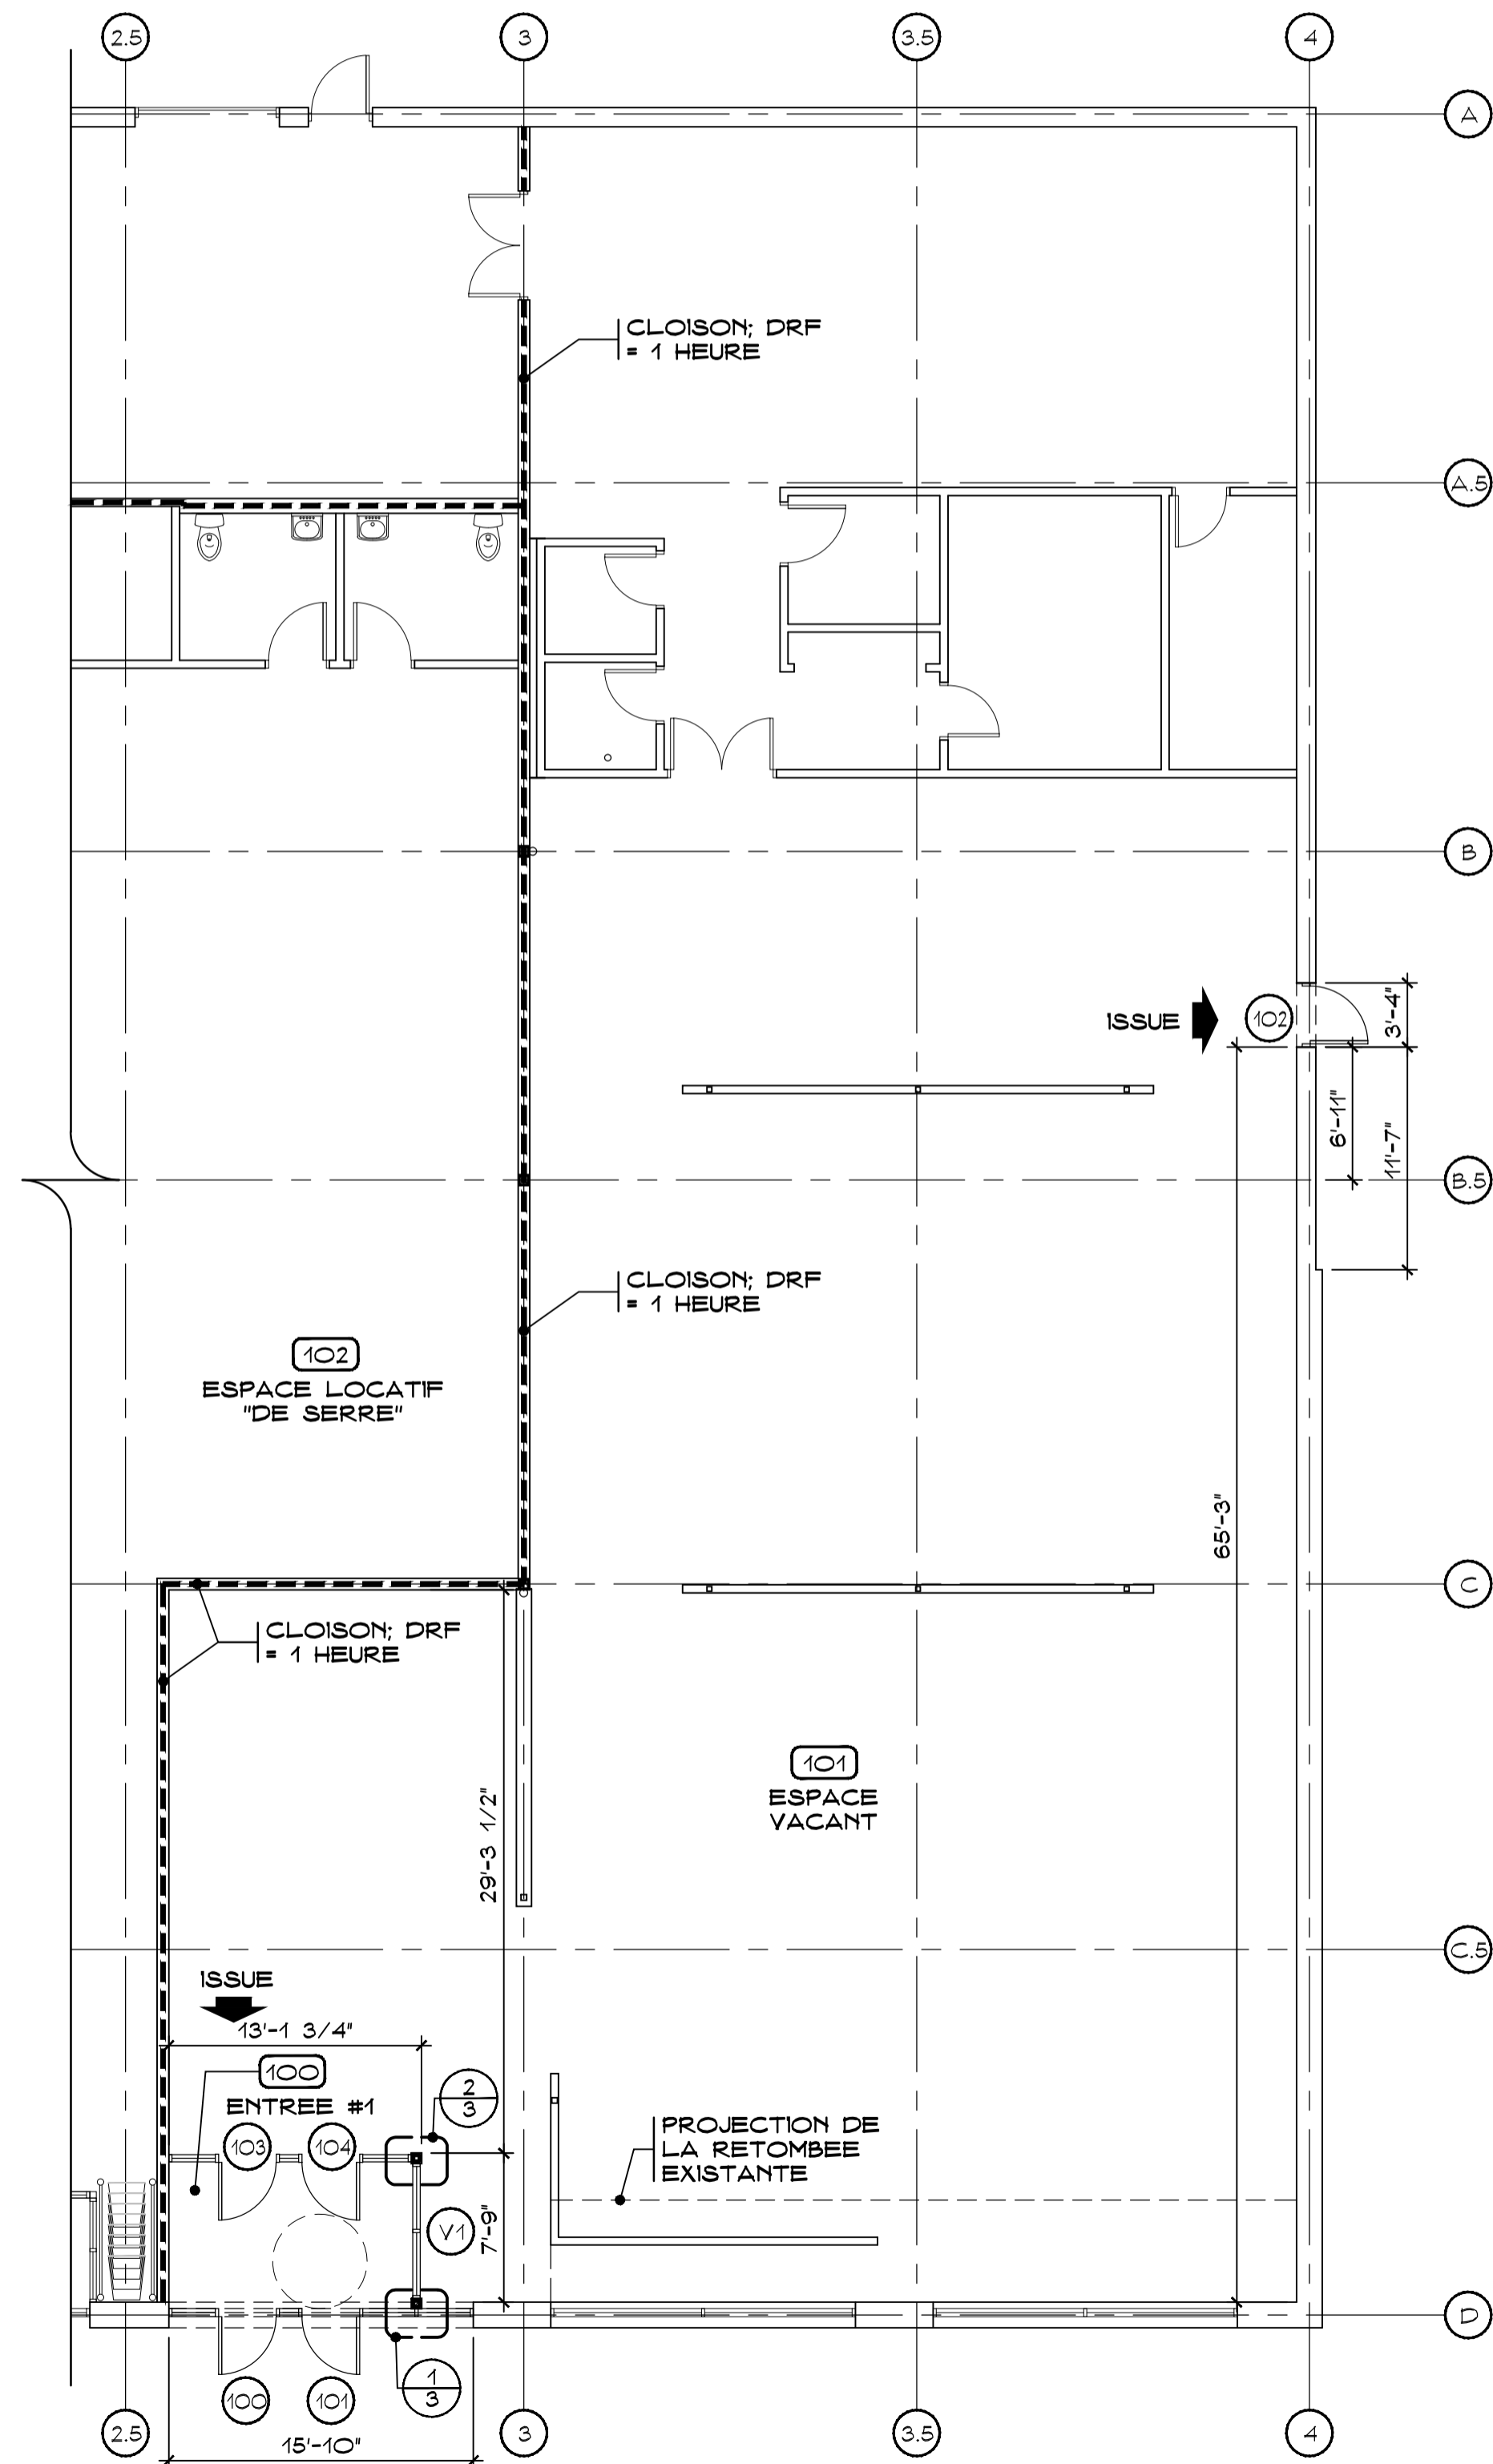 2.5
3
3.5
4
A
CLOISON; DRF
= 1 HEURE
A.5
B
ISSUE
102
3'-4"
6'-11"
11'-7"
B.5
CLOISON; DRF
= 1 HEURE
102
ESPACE LOCATIF
"DE SERRE"
65'-3"
C
CLOISON; DRF
= 1 HEURE
101
ESPACE
VACANT
29'-3 1/2"
C.5
ISSUE
13'-1 3/4"
100
ENTREE #1
2
3
103
104
PROJECTION DE
LA RETOMBEE
EXISTANTE
V1
7'-9"
D
100
101
1
3
2.5
3
3.5
4
15'-10"